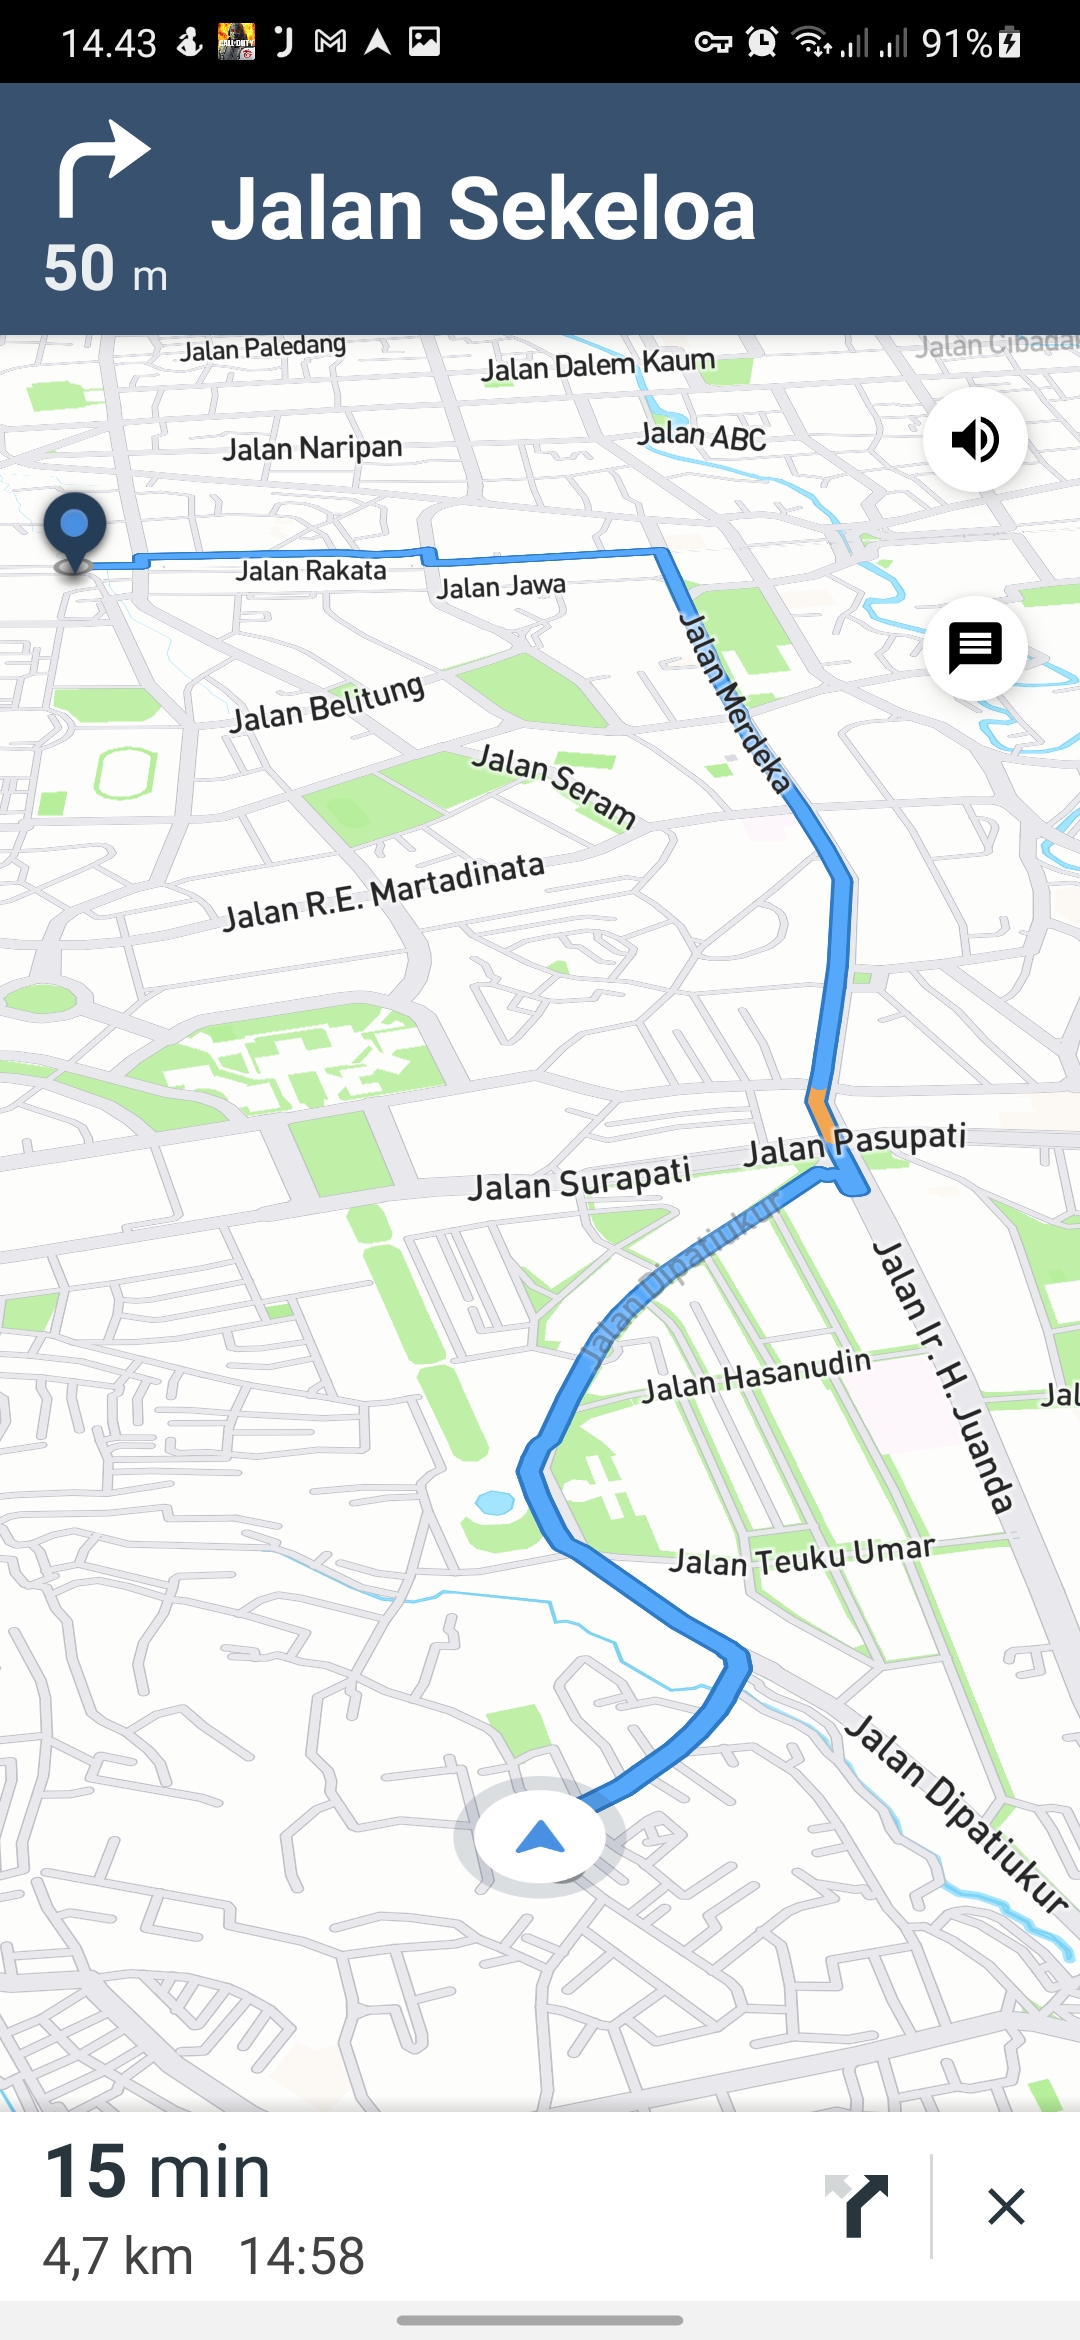 14.43
91%
Jalan Sekeloa
50 m
Jalan Paledang
Jalan Dalem Kaum
Jalan Naripan
Jalan ABC
Jalan Rakata
Jalan Jawa
Jalan Merdeka
Jalan Belitung
Jalan Seram
Jalan R.E. Martadinata
Jalan Pasupati
Jalan Surapati
Jalan Dipatiukur
Jalan Ir. H. Juanda
Jalan Hasanudin
Jal
Jalan Teuku Umar
Jalan Dipatiukur
15 min
4,7 km 14:58